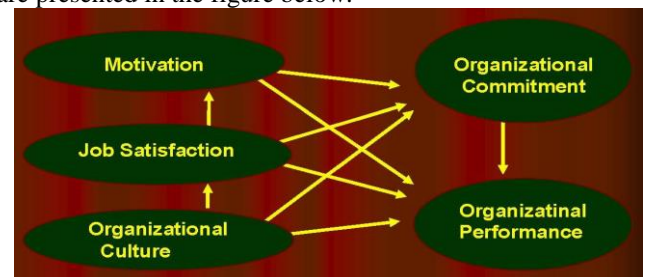 are presented in the figure below.
Motivation
Organizational
Commitment
Job Satisfaction
Organizational
Culture
Organizatinal
Performance